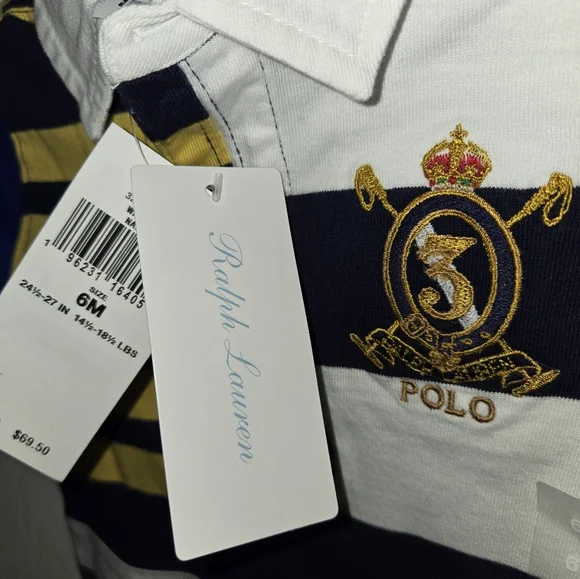 1 96231 16405
SIZE
6M
24½-27 IN 14½-18½ LBS
$69.50
Ralph Lauren
3
POLO